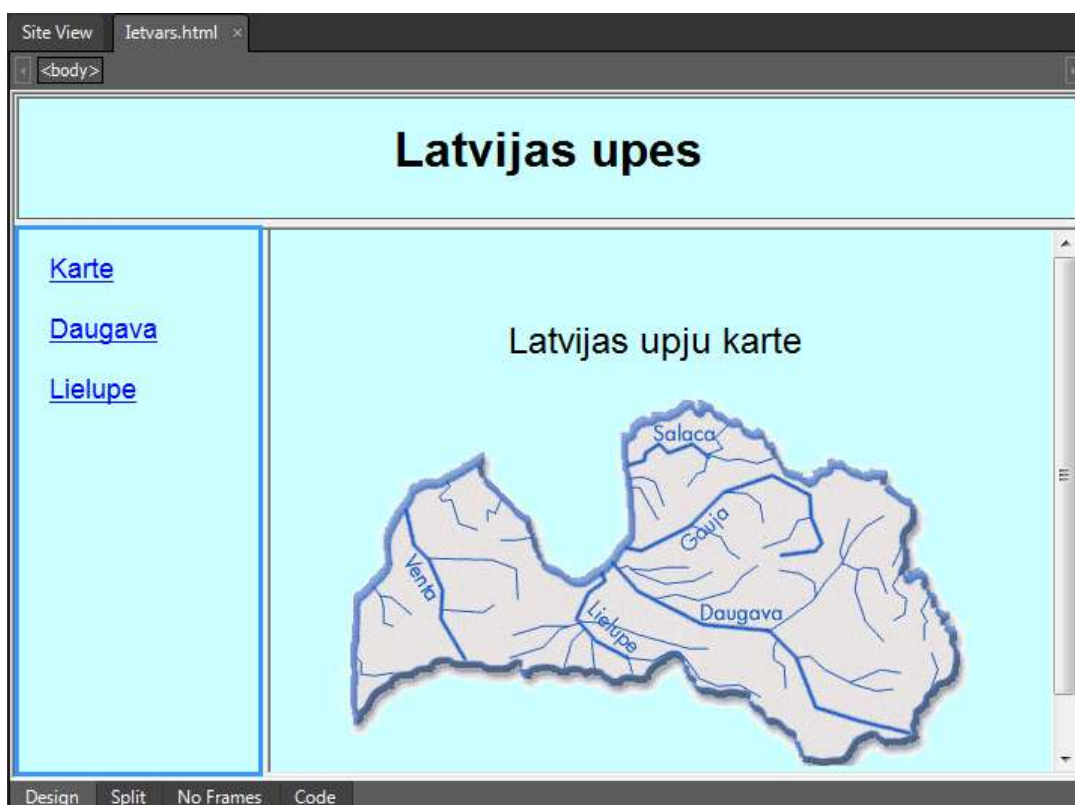 Site View Ietvars.html ×
<body>
Latvijas upes
Karte
Daugava
Lielupe
Latvijas upju karte
Salaca
Gauja
Venta
Lielupe
Daugava
Design Split No Frames Code